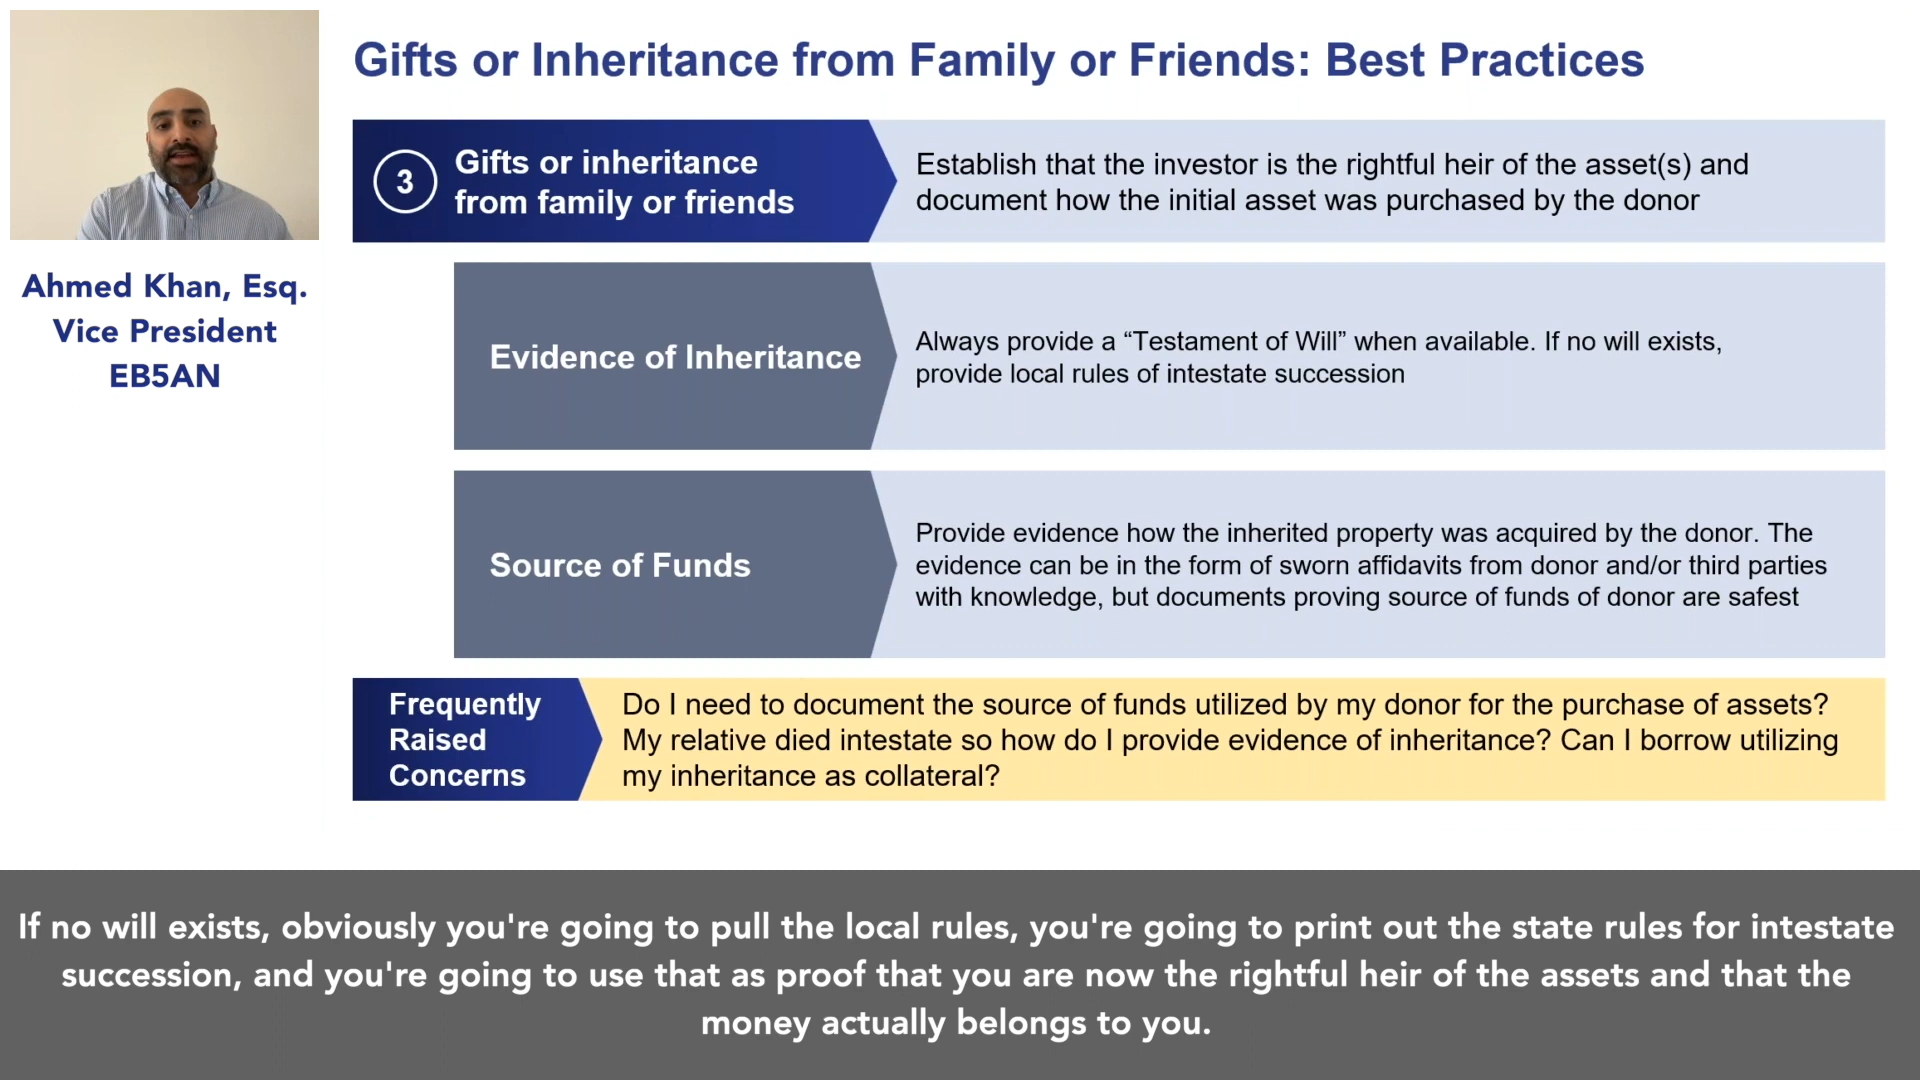 Gifts or Inheritance from Family or Friends: Best Practices
Ahmed Khan, Esq.
Vice President
EB5AN
3
Gifts or inheritance
from family or friends
Establish that the investor is the rightful heir of the asset(s) and
document how the initial asset was purchased by the donor
Evidence of Inheritance
Always provide a “Testament of Will” when available. If no will exists,
provide local rules of intestate succession
Source of Funds
Provide evidence how the inherited property was acquired by the donor. The
evidence can be in the form of sworn affidavits from donor and/or third parties
with knowledge, but documents proving source of funds of donor are safest
Frequently
Raised
Concerns
Do I need to document the source of funds utilized by my donor for the purchase of assets?
My relative died intestate so how do I provide evidence of inheritance? Can I borrow utilizing
my inheritance as collateral?
If no will exists, obviously you're going to pull the local rules, you're going to print out the state rules for intestate
succession, and you're going to use that as proof that you are now the rightful heir of the assets and that the
money actually belongs to you.